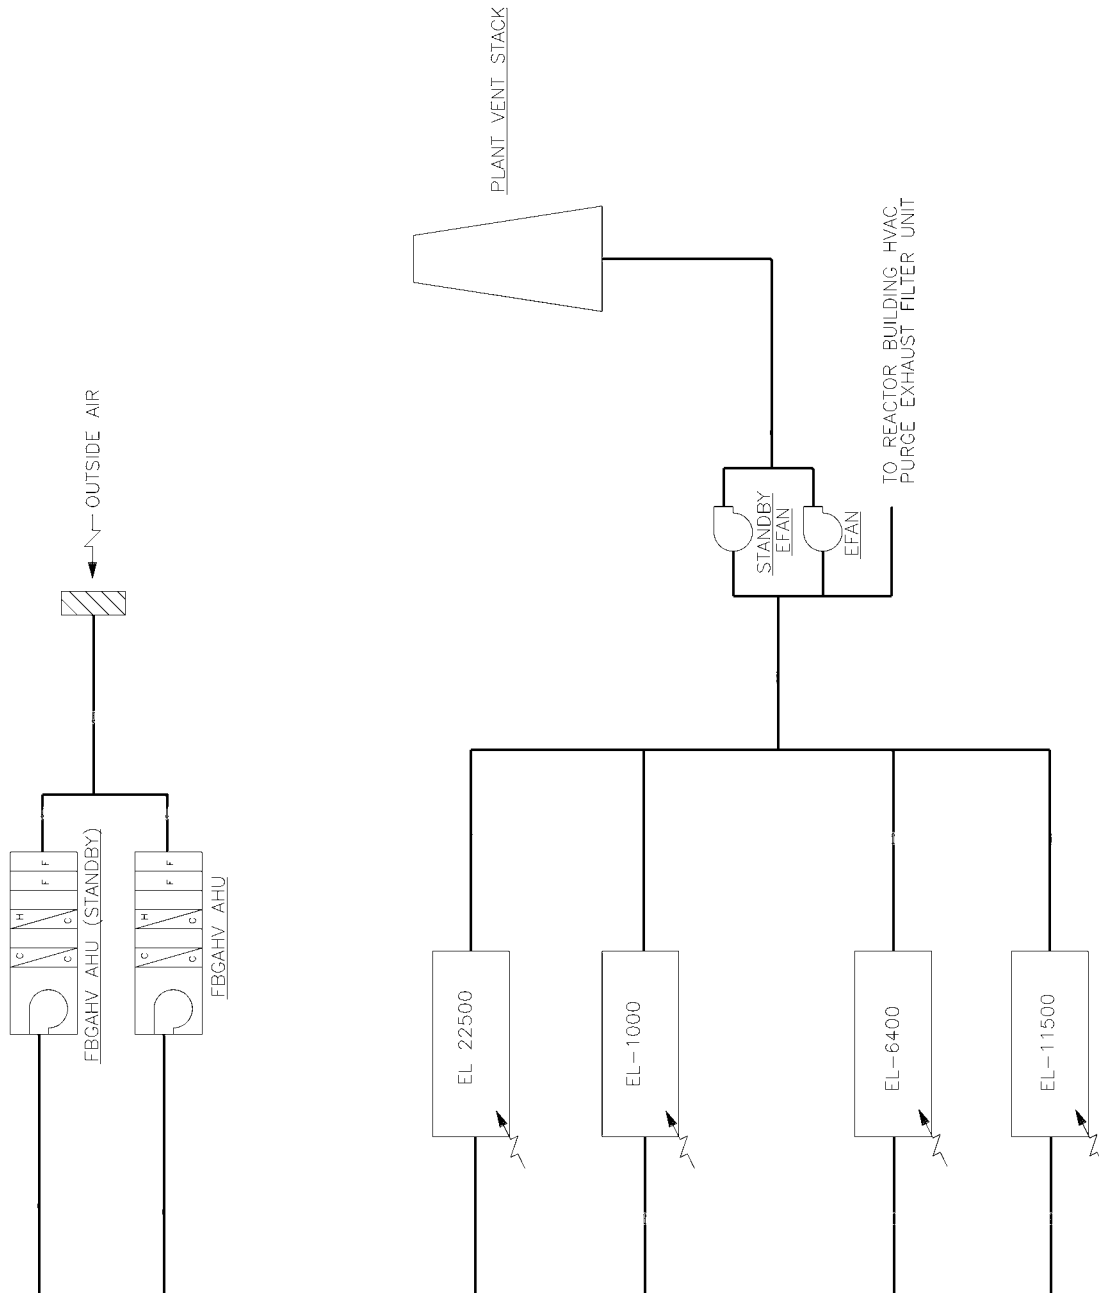 PLANT VENT STACK
OUTSIDE AIR
TO REACTOR BUILDING HVAC
PURGE EXHAUST FILTER UNIT
STANDBY
EFAN
EFAN
C
C
H
C
F
F
FBGAHV AHU (STANDBY)
C
C
H
C
F
F
FBGAHV AHU
EL 22500
EL-1000
EL-6400
EL-11500